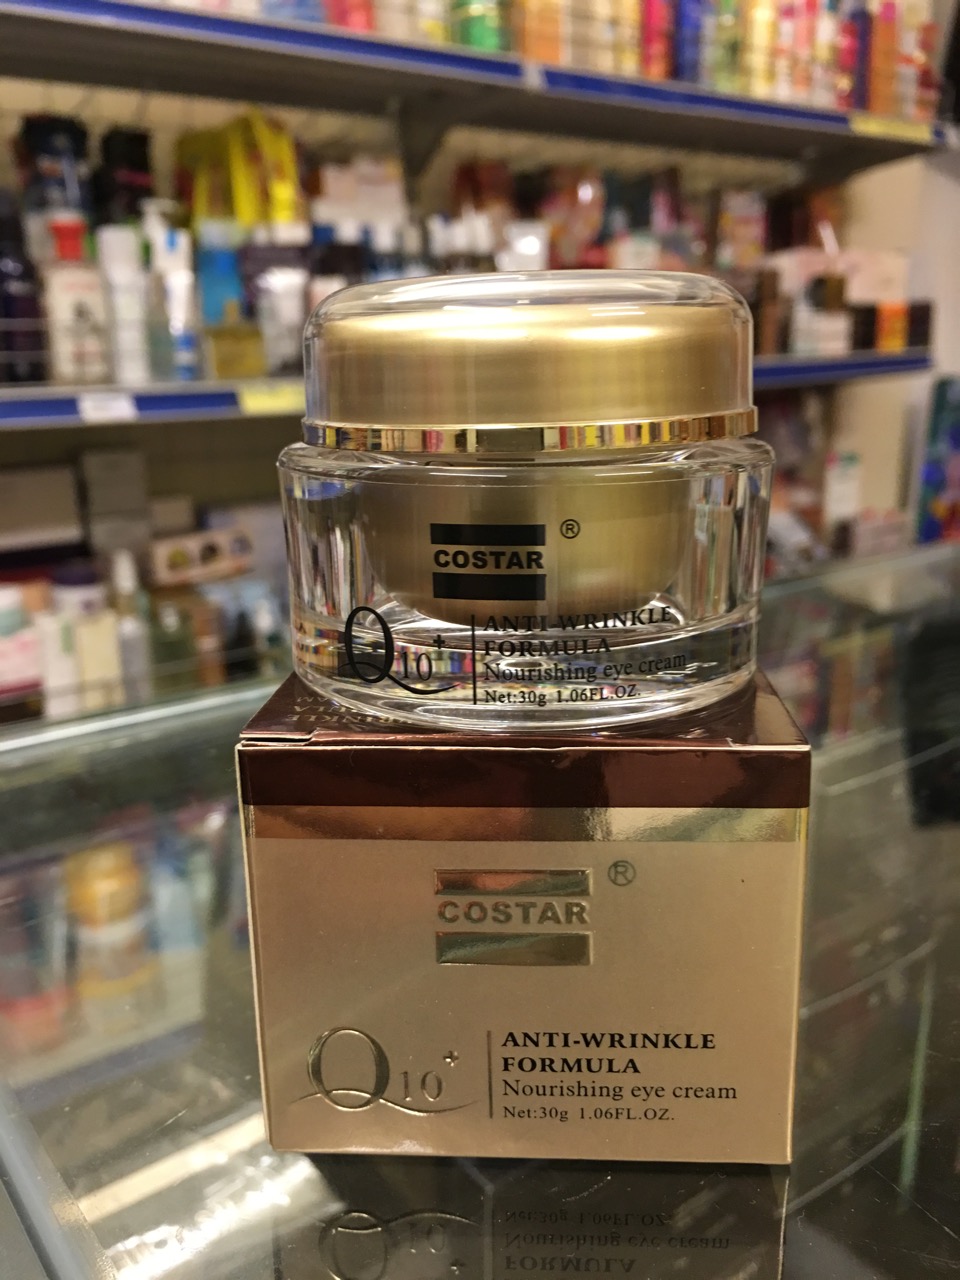 COSTAR ®
Q10+
ANTI-WRINKLE
FORMULA
Nourishing eye cream
Net:30g 1.06FL.OZ.
COSTAR ®
Q10+
ANTI-WRINKLE
FORMULA
Nourishing eye cream
Net:30g 1.06FL.OZ.